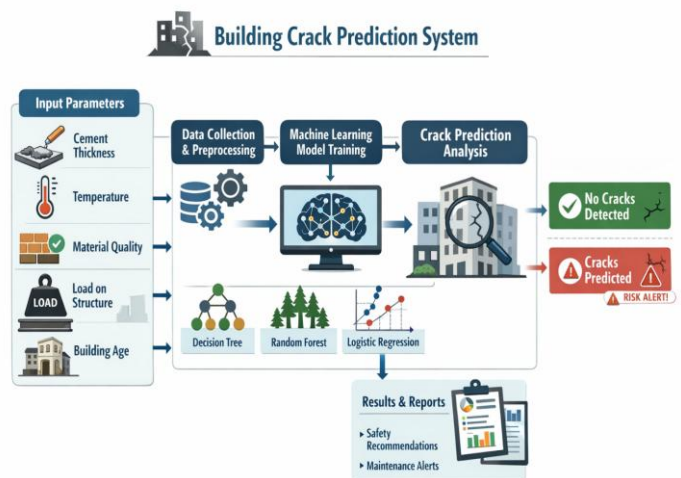 Building Crack Prediction System
Input Parameters
Cement
Thickness
Temperature
Material Quality
LOAD
Load on
Structure
Building Age
Data Collection
& Preprocessing
Machine Learning
Model Training
Crack Prediction
Analysis
Decision Tree
Random Forest
Logistic Regression
No Cracks
Detected
Cracks
Predicted
RISK ALERT!
Results & Reports
Safety
Recommendations
Maintenance Alerts